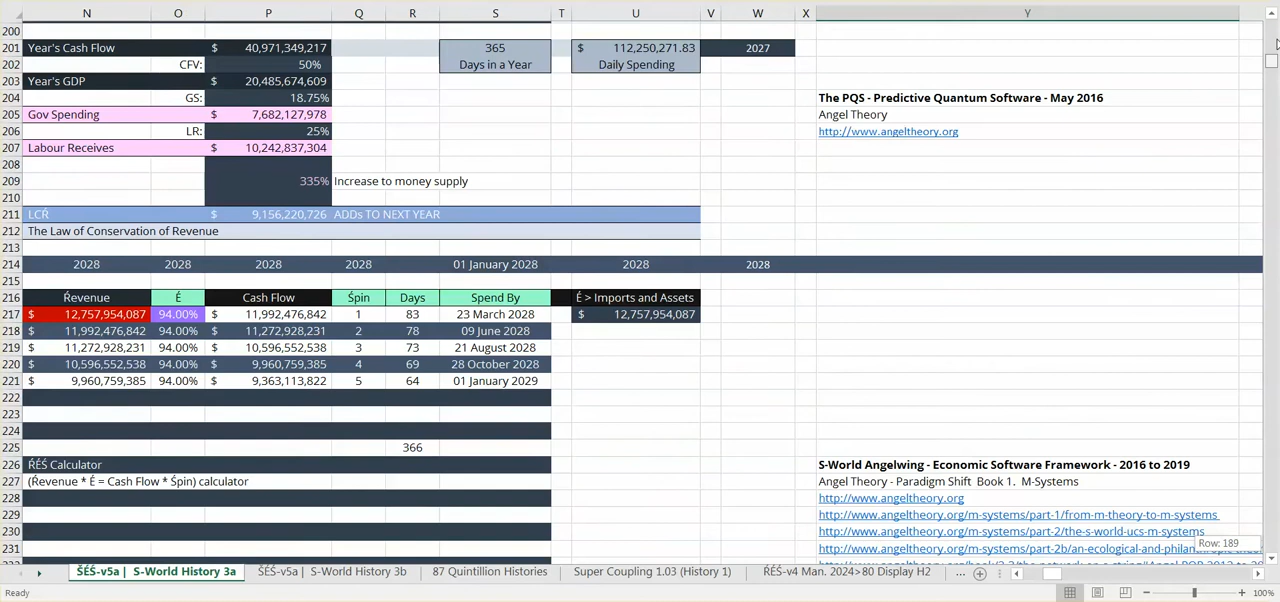 N O P Q R S T U V W X Y
200
201 Year's Cash Flow $ 40,971,349,217 365 $ 112,250,271.83 2027
202 CFV: 50% Days in a Year Daily Spending
203 Year's GDP $ 20,485,674,609
204 GS: 18.75% The PQS - Predictive Quantum Software - May 2016
205 Gov Spending $ 7,682,127,978 Angel Theory
206 LR: 25% http://www.angeltheory.org
207 Labour Receives $ 10,242,837,304
208
209 335% Increase to money supply
210
211 LCŔ $ 9,156,220,726 ADDs TO NEXT YEAR
212 The Law of Conservation of Revenue
213
214 2028 2028 2028 2028 01 January 2028 2028 2028
215
216 Ŕevenue É Cash Flow Śpin Days Spend By É > Imports and Assets
217 $ 12,757,954,087 94.00% $ 11,992,476,842 1 83 23 March 2028 $ 12,757,954,087
218 $ 11,992,476,842 94.00% $ 11,272,928,231 2 78 09 June 2028
219 $ 11,272,928,231 94.00% $ 10,596,552,538 3 73 21 August 2028
220 $ 10,596,552,538 94.00% $ 9,960,759,385 4 69 28 October 2028
221 $ 9,960,759,385 94.00% $ 9,363,113,822 5 64 01 January 2029
222
223
224
225 366
226 ŔÉŚ Calculator S-World Angelwing - Economic Software Framework - 2016 to 2019
227 (Ŕevenue * É = Cash Flow * Śpin) calculator Angel Theory - Paradigm Shift Book 1. M-Systems
228 http://www.angeltheory.org
229 http://www.angeltheory.org/m-systems/part-1/from-m-theory-to-m-systems
230 http://www.angeltheory.org/m-systems/part-2/the-s-world-ucs-m-systems
231 http://www.angeltheory.org/m-systems/part-2b/an-ecological-and-philan
Row: 189
ŠÉŚ-v5a | S-World History 3a ŠÉŚ-v5a | S-World History 3b 87 Quintillion Histories Super Coupling 1.03 (History 1) ŔÉŚ-v4 Man. 2024>80 Display H2 ...
Ready 100%